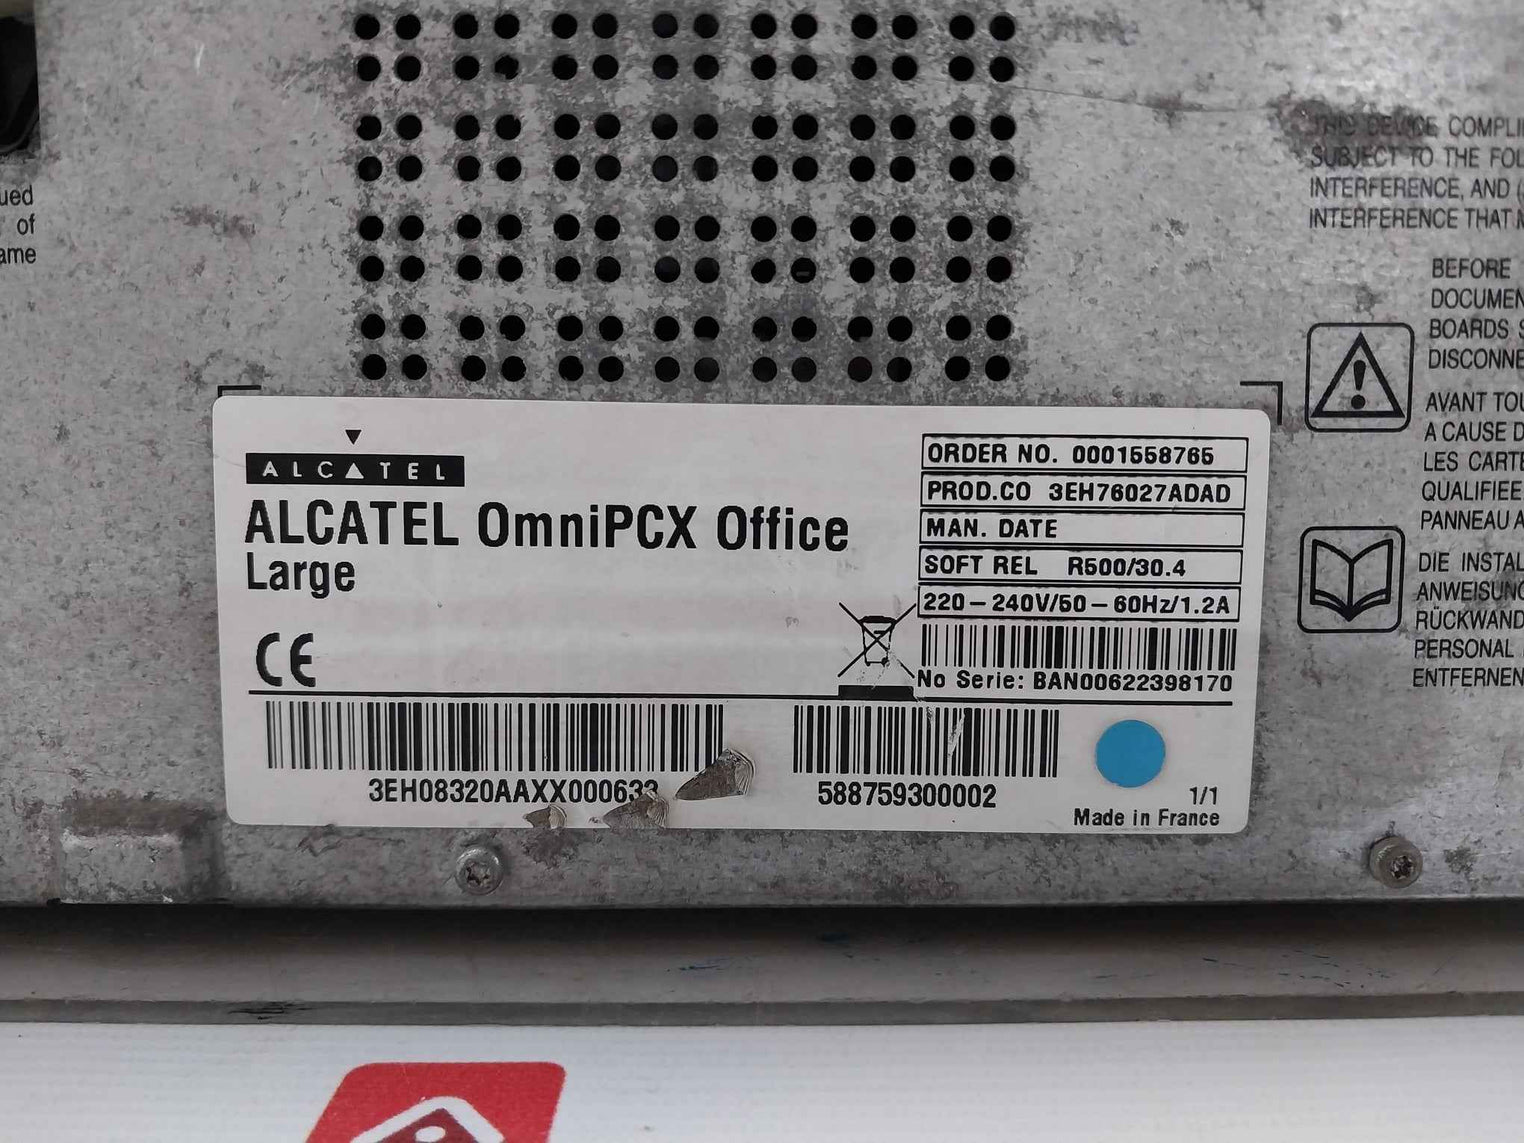 ued
of
ame
ALCATEL
ALCATEL OmniPCX Office
Large
CE
ORDER NO. 0001558765
PROD.CO 3EH76027ADAD
MAN. DATE
SOFT REL R500/30.4
220-240V/50-60Hz/1.2A
No Serie: BAN00622398170
3EH08320AAXX000633
588759300002
1/1
Made in France
THIS DEVICE COMPLI
SUBJECT TO THE FOL
INTERFERENCE, AND (
INTERFERENCE THAT M
BEFORE
DOCUMEN
BOARDS S
DISCONNE
AVANT TOU
A CAUSE D
LES CARTE
QUALIFIEE
PANNEAU A
DIE INSTAL
ANWEISUNG
RÜCKWAND
PERSONAL
ENTFERNEN